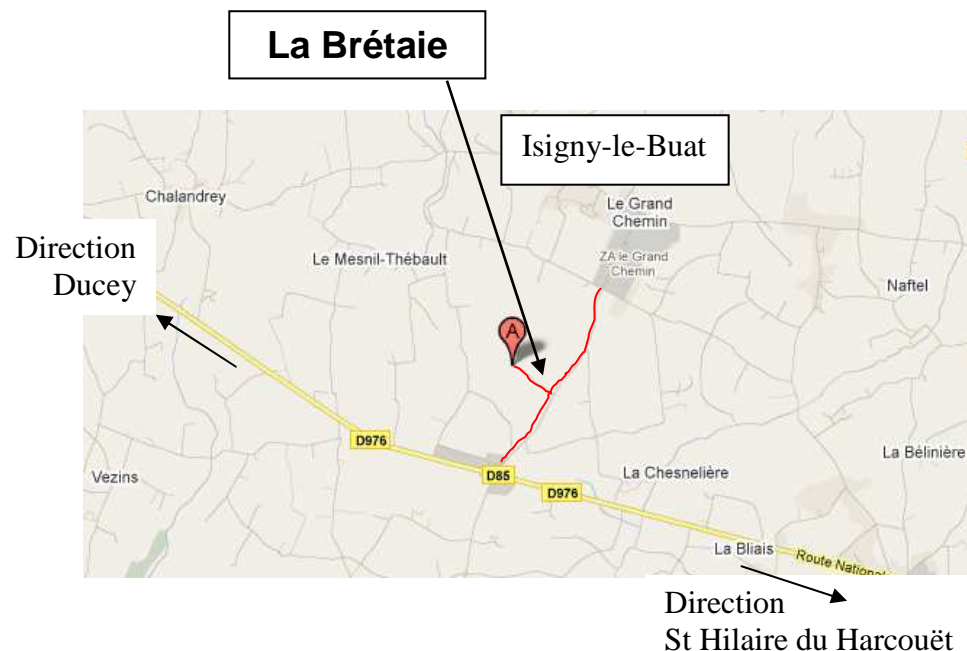 La Brétaie
Isigny-le-Buat
Chalandrey
Le Grand
Chemin
Direction
Ducey
Le Mesnil-Thébault
ZA le Grand
Chemin
Naftel
A
D976
La Bélinière
Vezins
D85
La Chesnelière
D976
La Bliais
Route National
Direction
St Hilaire du Harcouët